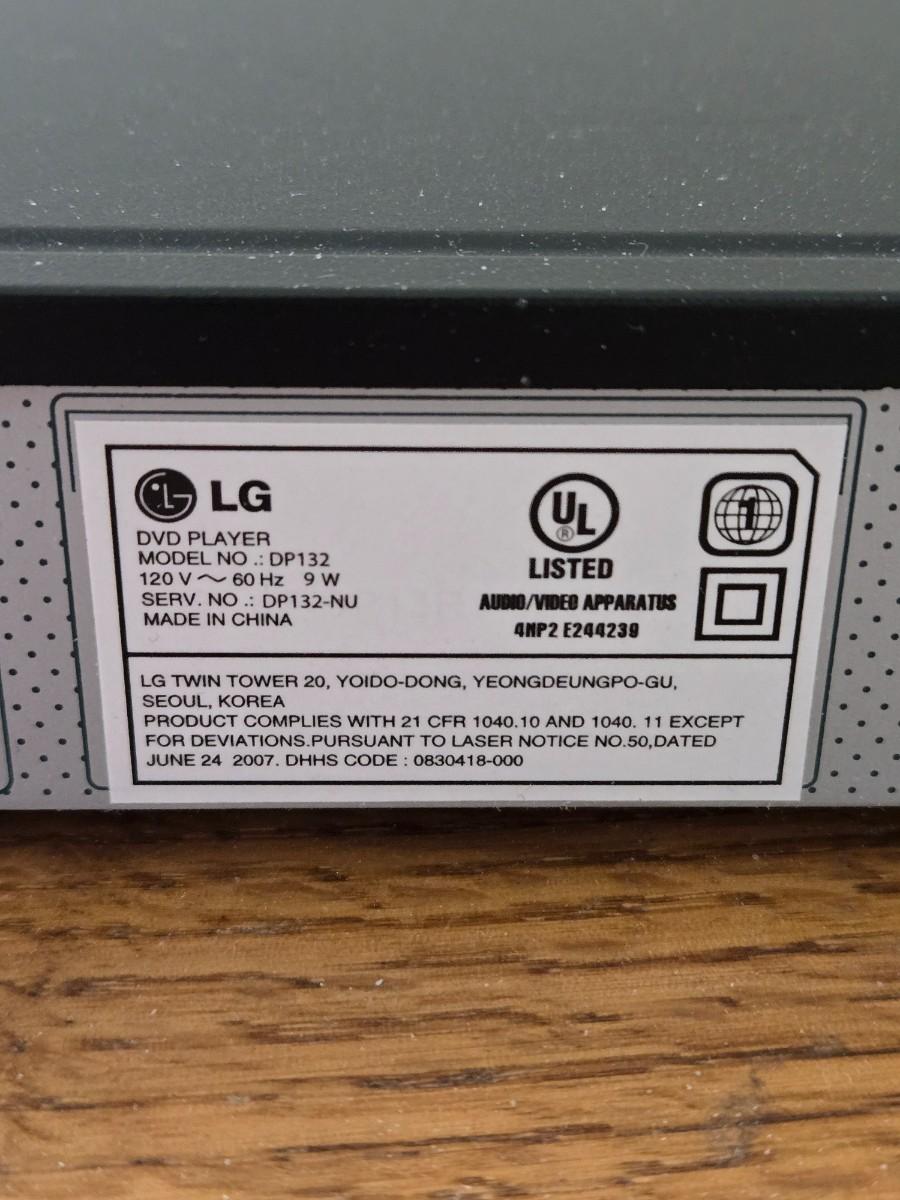 LG
DVD PLAYER
MODEL NO .: DP132
120 V ~ 60 Hz 9 W
SERV. NO .: DP132-NU
MADE IN CHINA
UL
®
LISTED
AUDIO/VIDEO APPARATUS
4NP2 E244239
1
LG TWIN TOWER 20, YOIDO-DONG, YEONGDEUNGPO-GU,
SEOUL, KOREA
PRODUCT COMPLIES WITH 21 CFR 1040.10 AND 1040. 11 EXCEPT
FOR DEVIATIONS.PURSUANT TO LASER NOTICE NO.50,DATED
JUNE 24 2007. DHHS CODE : 0830418-000